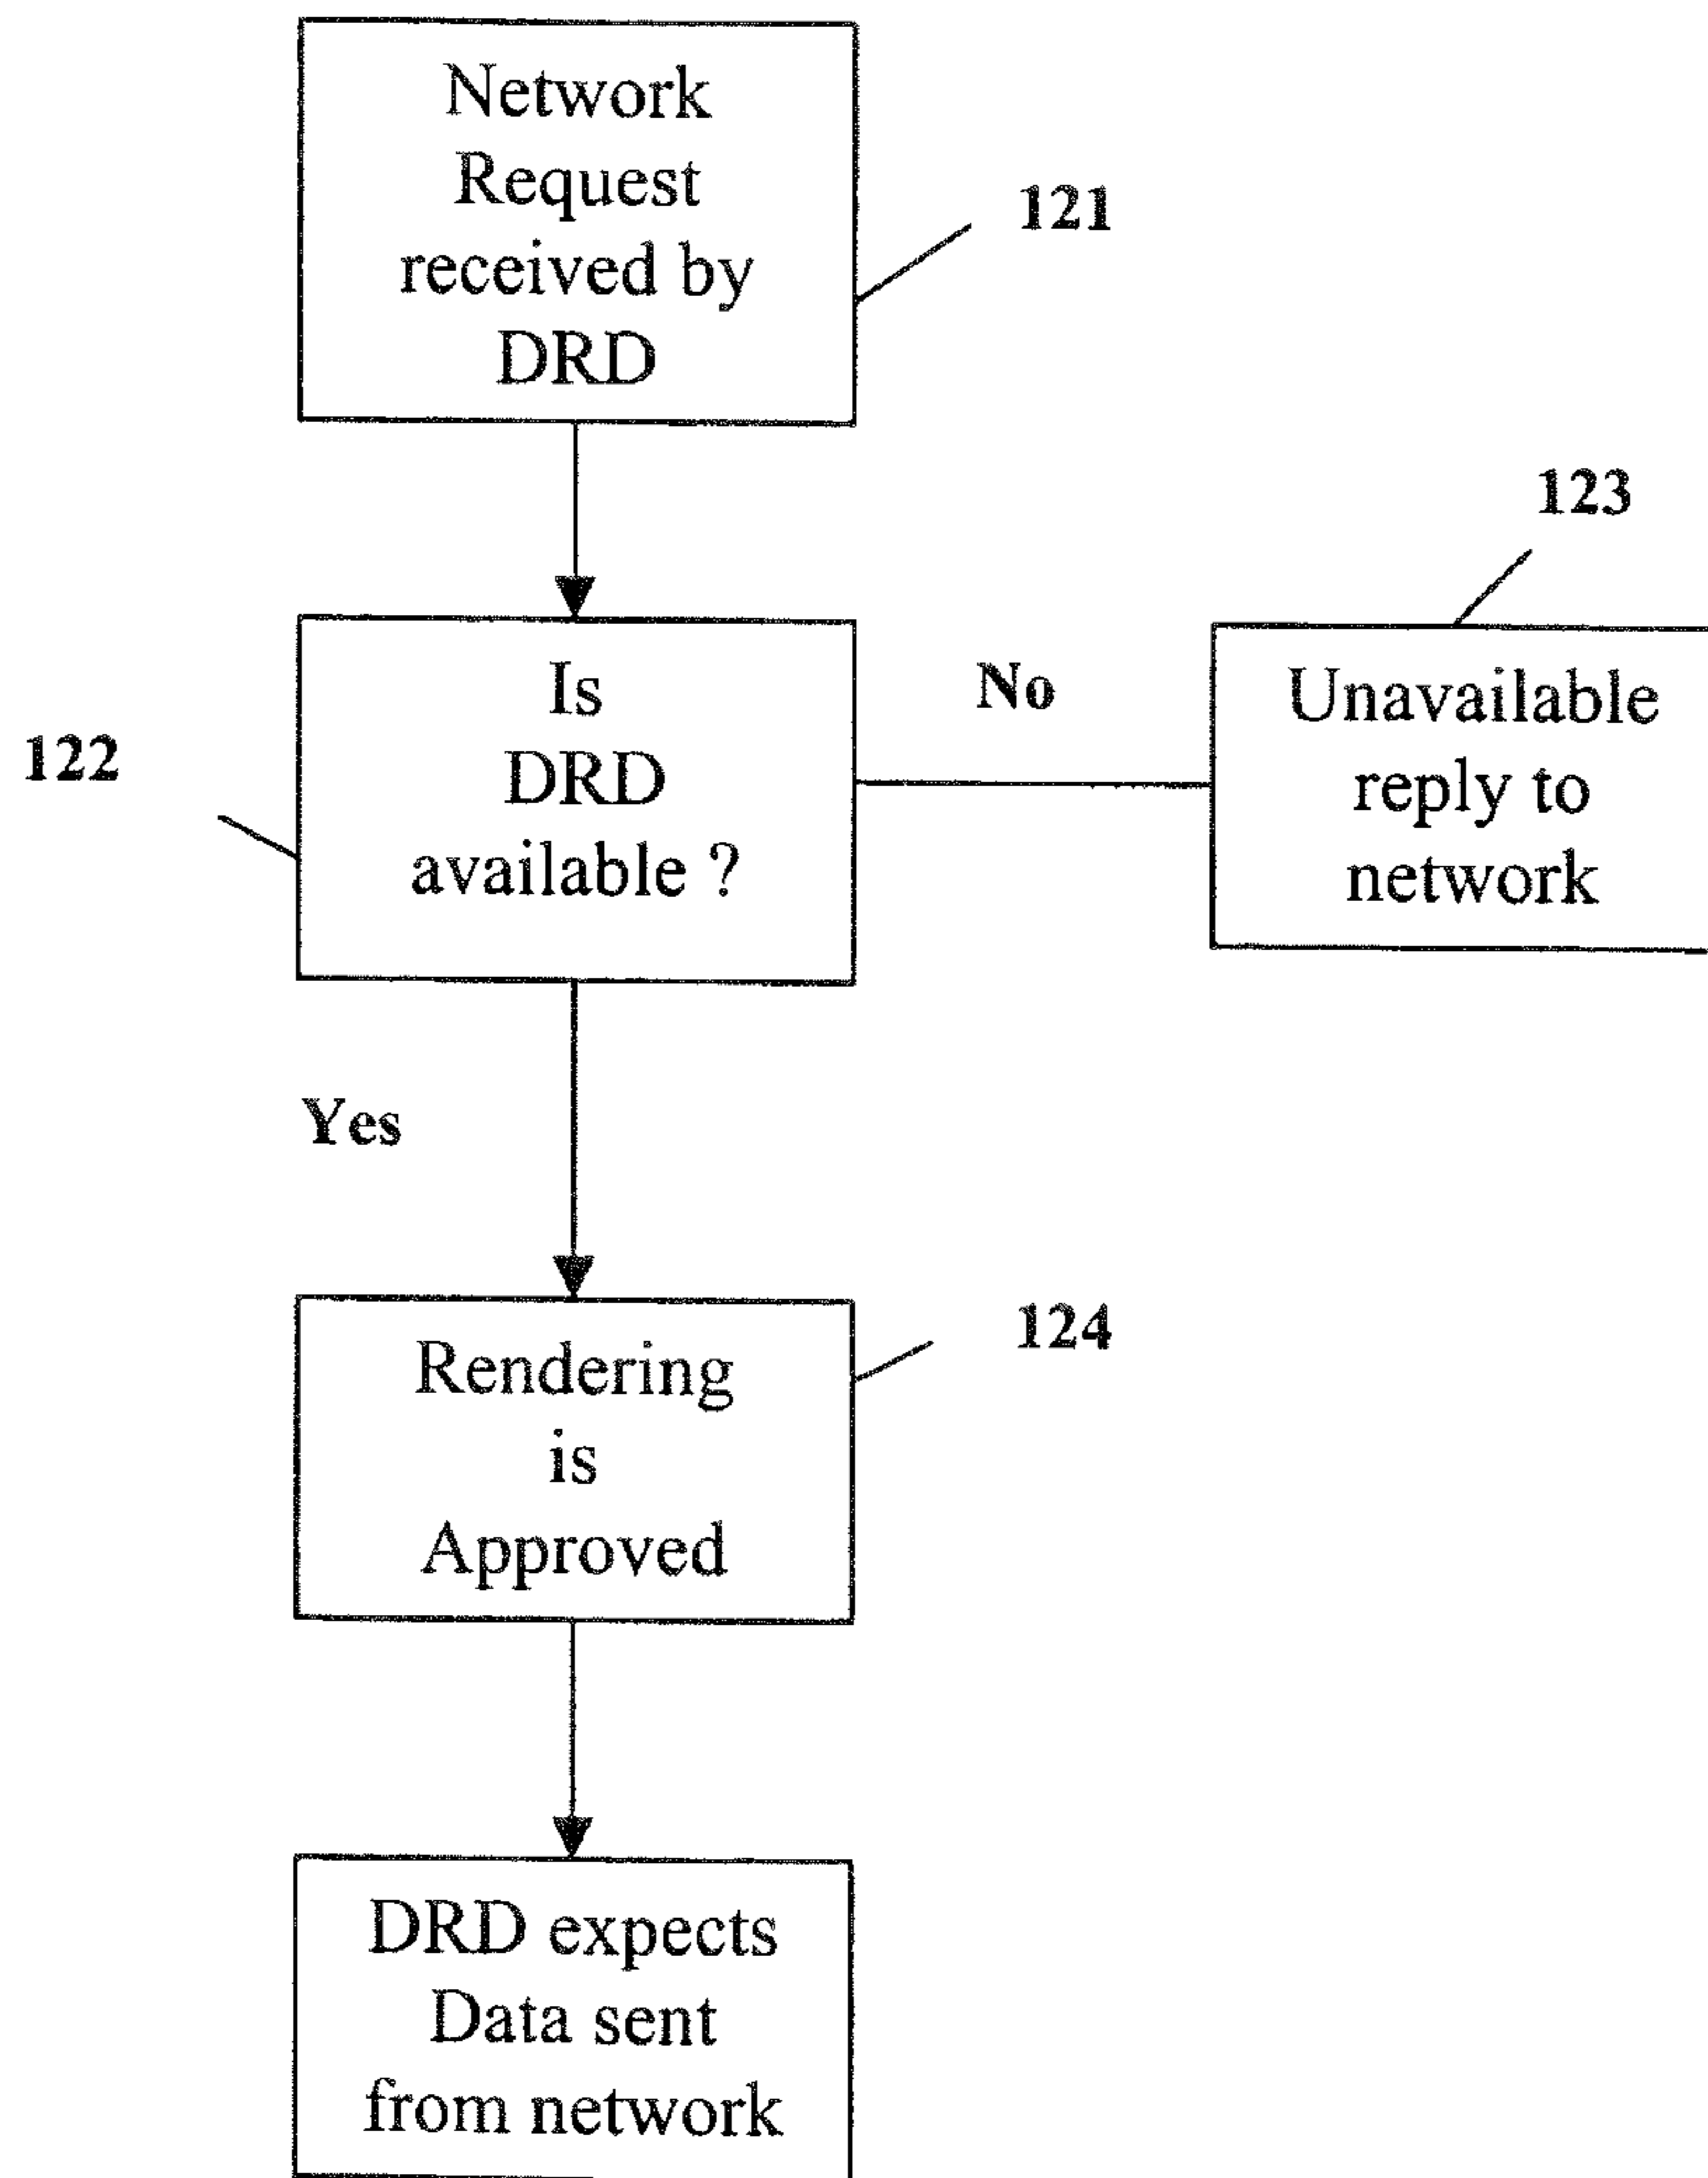 Network
Request
received by
DRD
121
Is
DRD
available ?
122
No
123
Unavailable
reply to
network
Yes
Rendering
is
Approved
124
DRD expects
Data sent
from network